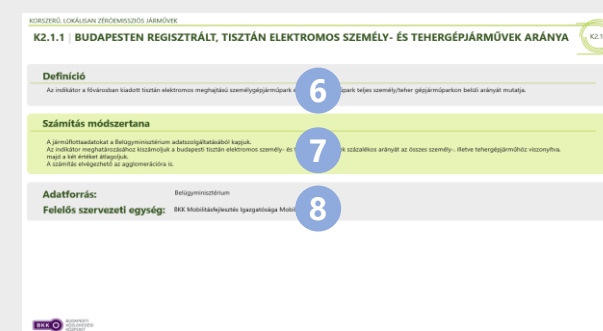 KORSZERŰ, LOKÁLISAN ZÉRÓEMISSZIÓS JÁRMŰVEK
K2.1.1 | BUDAPESTEN REGISZTRÁLT, TISZTÁN ELEKTROMOS SZEMÉLY- ÉS TEHERGÉPJÁRMŰVEK ARÁNYA
K2.1
Definíció
Az indikátor a fővárosban kiadott tisztán elektromos meghajtású személygépjárműpark é 6 űpark teljes személy/teher gépjárműparkon belüli arányát mutatja.
Számítás módszertana
A járműflottaadatokat a Belügyminisztérium adatszolgáltatásából kapjuk.
Az indikátor meghatározásához kiszámoljuk a budapesti tisztán elektromos személy- és 7 k százalékos arányát az összes személy-, illetve tehergépjárműhöz viszonyítva,
majd a két értéket átlagoljuk.
A számítás elvégezhető az agglomerációra is.
Adatforrás: Belügyminisztérium
8
Felelős szervezeti egység: BKK Mobilitásfejlesztés Igazgatósága Mobil
BKK BUDAPESTI
KÖZLEKEDÉSI
KÖZPONT